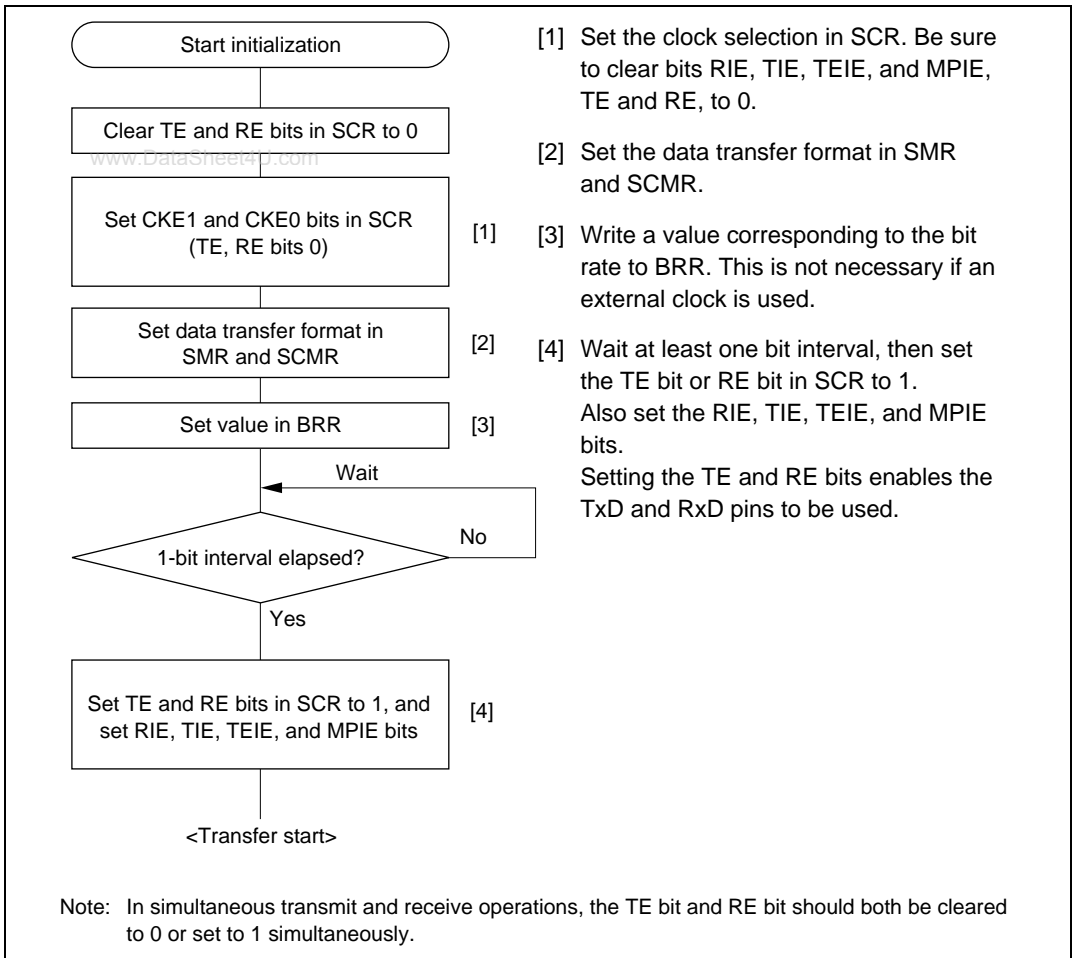 Start initialization
Clear TE and RE bits in SCR to 0
www.DataSheet4U.com
Set CKE1 and CKE0 bits in SCR
(TE, RE bits 0)
[1]
Set data transfer format in
SMR and SCMR
[2]
Set value in BRR
[3]
Wait
1-bit interval elapsed?
No
Yes
Set TE and RE bits in SCR to 1, and
set RIE, TIE, TEIE, and MPIE bits
[4]
<Transfer start>
[1] Set the clock selection in SCR. Be sure
to clear bits RIE, TIE, TEIE, and MPIE,
TE and RE, to 0.
[2] Set the data transfer format in SMR
and SCMR.
[3] Write a value corresponding to the bit
rate to BRR. This is not necessary if an
external clock is used.
[4] Wait at least one bit interval, then set
the TE bit or RE bit in SCR to 1.
Also set the RIE, TIE, TEIE, and MPIE
bits.
Setting the TE and RE bits enables the
TxD and RxD pins to be used.
Note: In simultaneous transmit and receive operations, the TE bit and RE bit should both be cleared
to 0 or set to 1 simultaneously.